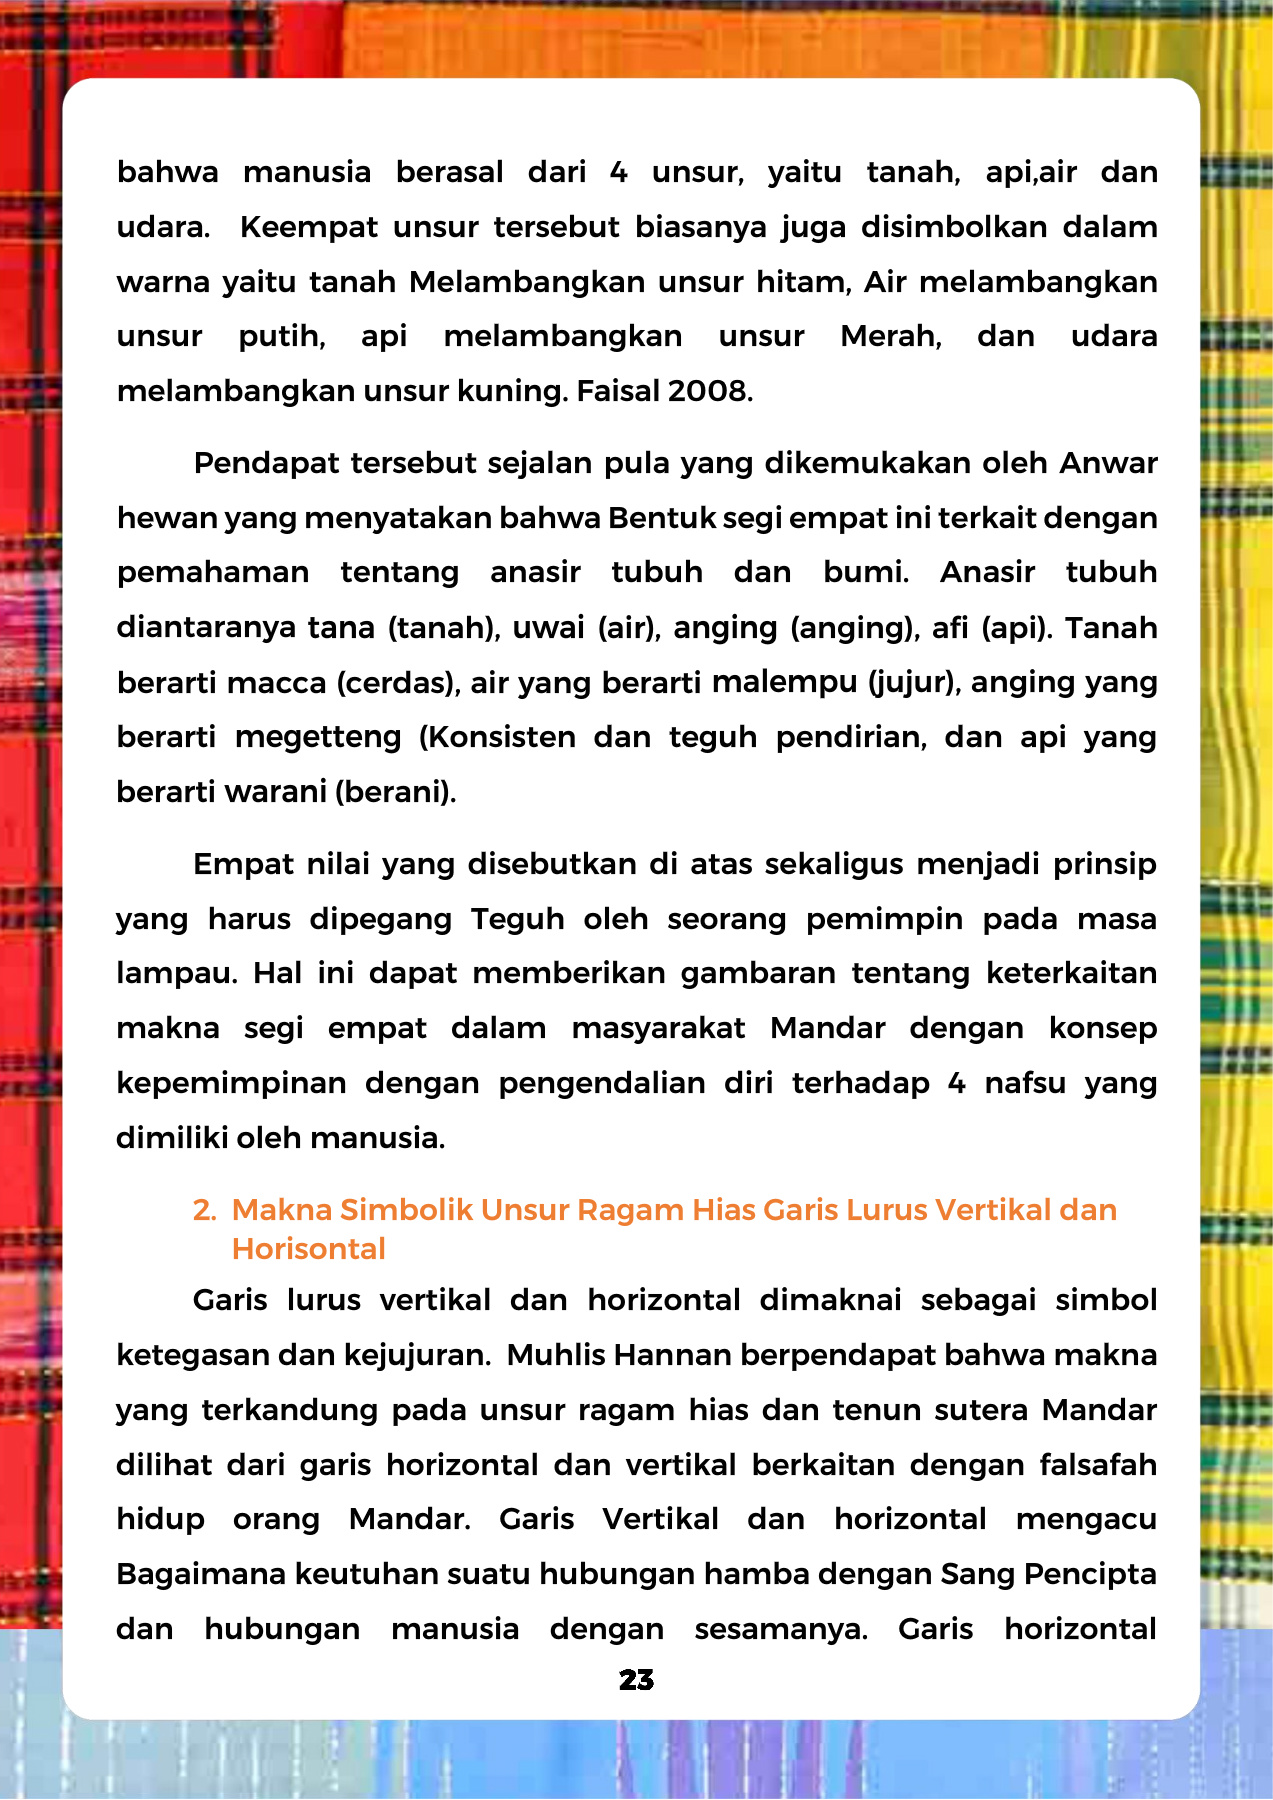 bahwa manusia berasal dari 4 unsur, yaitu tanah, api,air dan
udara. Keempat unsur tersebut biasanya juga disimbolkan dalam
warna yaitu tanah Melambangkan unsur hitam, Air melambangkan
unsur putih, api melambangkan unsur Merah, dan udara
melambangkan unsur kuning. Faisal 2008.
Pendapat tersebut sejalan pula yang dikemukakan oleh Anwar
hewan yang menyatakan bahwa Bentuk segi empat ini terkait dengan
pemahaman tentang anasir tubuh dan bumi. Anasir tubuh
diantaranya tana (tanah), uwai (air), anging (anging), afi (api). Tanah
berarti macca (cerdas), air yang berarti malempu (jujur), anging yang
berarti megetteng (Konsisten dan teguh pendirian, dan api yang
berarti warani (berani).
Empat nilai yang disebutkan di atas sekaligus menjadi prinsip
yang harus dipegang Teguh oleh seorang pemimpin pada masa
lampau. Hal ini dapat memberikan gambaran tentang keterkaitan
makna segi empat dalam masyarakat Mandar dengan konsep
kepemimpinan dengan pengendalian diri terhadap 4 nafsu yang
dimiliki oleh manusia.
2. Makna Simbolik Unsur Ragam Hias Garis Lurus Vertikal dan
Horisontal
Garis lurus vertikal dan horizontal dimaknai sebagai simbol
ketegasan dan kejujuran. Muhlis Hannan berpendapat bahwa makna
yang terkandung pada unsur ragam hias dan tenun sutera Mandar
dilihat dari garis horizontal dan vertikal berkaitan dengan falsafah
hidup orang Mandar. Garis Vertikal dan horizontal mengacu
Bagaimana keutuhan suatu hubungan hamba dengan Sang Pencipta
dan hubungan manusia dengan sesamanya. Garis horizontal
23